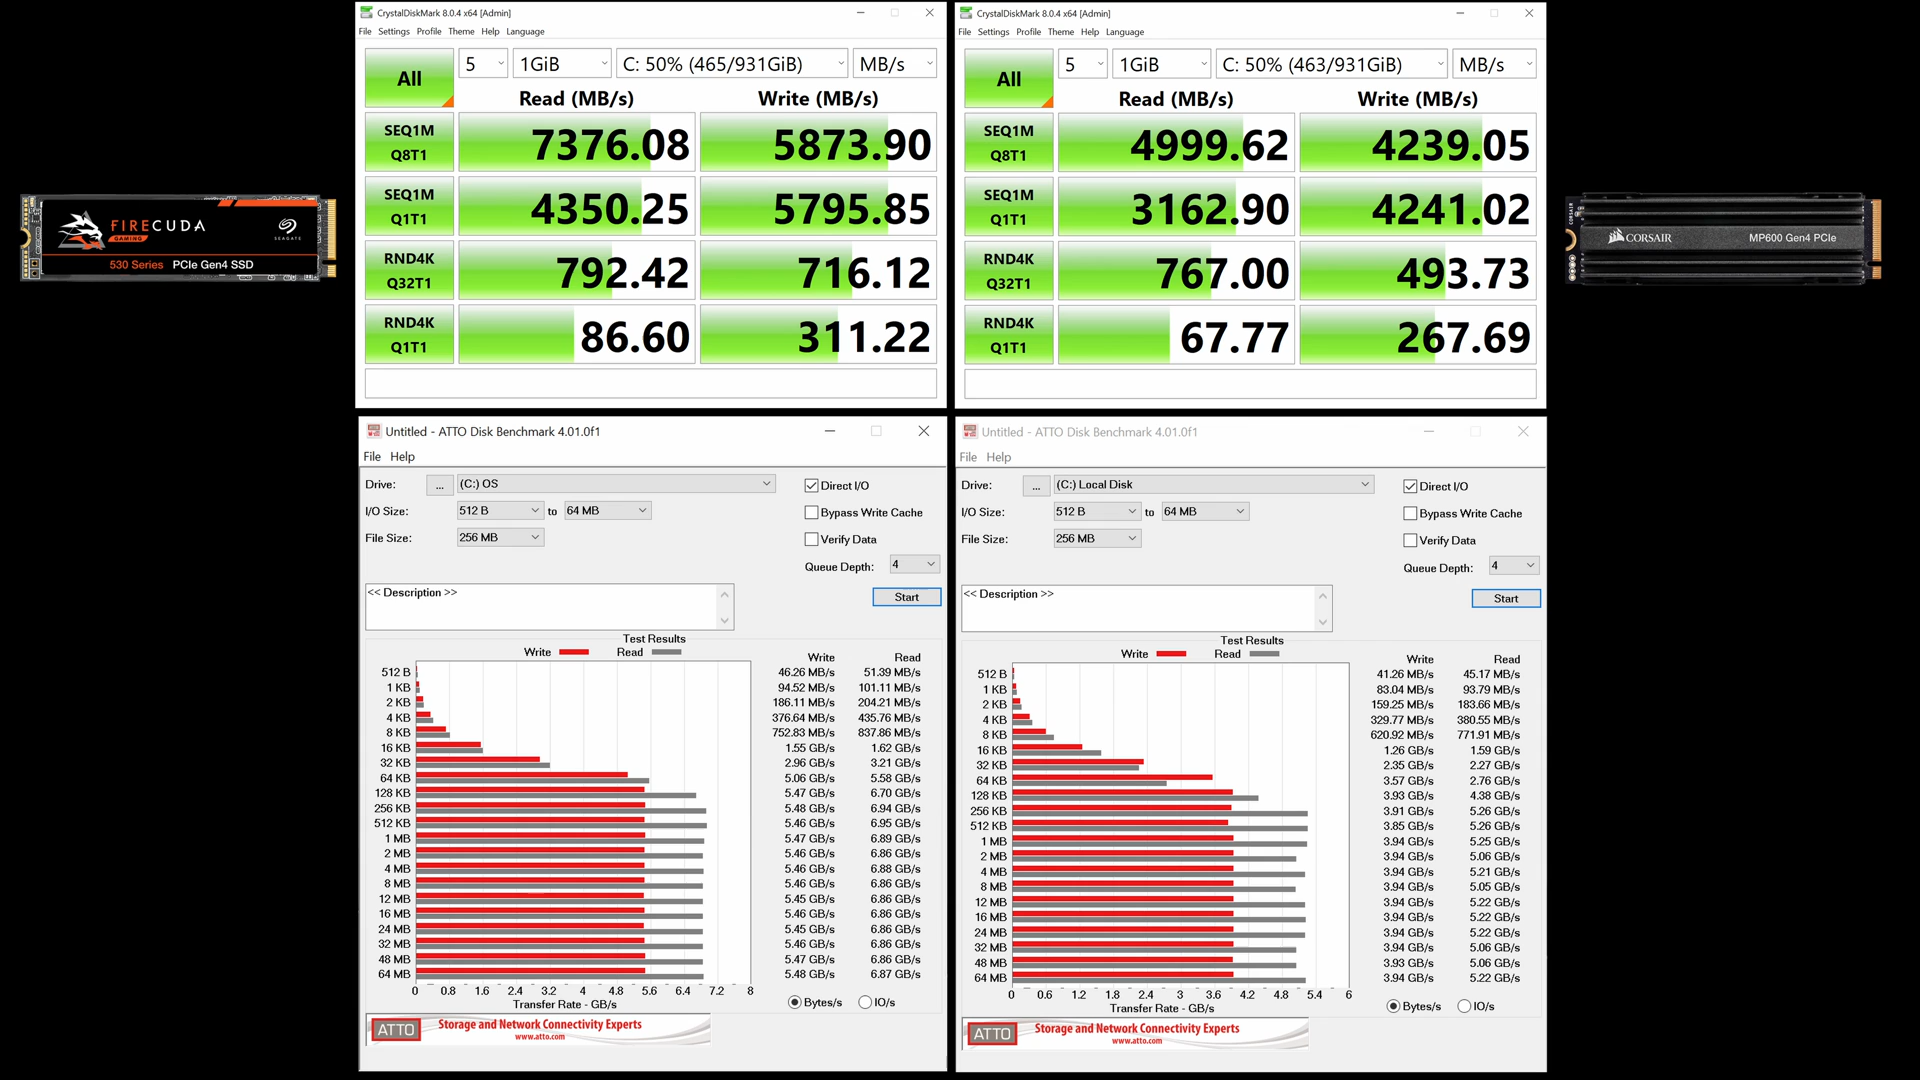 CrystalDiskMark 8.0.4 x64 [Admin]
File Settings Profile Theme Help Language
All 5 1GiB C: 50% (465/931GiB) MB/s
Read (MB/s) Write (MB/s)
SEQ1M Q8T1 7376.08 5873.90
SEQ1M Q1T1 4350.25 5795.85
RND4K Q32T1 792.42 716.12
RND4K Q1T1 86.60 311.22
CrystalDiskMark 8.0.4 x64 [Admin]
File Settings Profile Theme Help Language
All 5 1GiB C: 50% (463/931GiB) MB/s
Read (MB/s) Write (MB/s)
SEQ1M Q8T1 4999.62 4239.05
SEQ1M Q1T1 3162.90 4241.02
RND4K Q32T1 767.00 493.73
RND4K Q1T1 67.77 267.69
FIRECUDA
GAMING
SEAGATE
530 Series PCIe Gen4 SSD
CORSAIR
CORSAIR MP600 Gen4 PCIe
Untitled - ATTO Disk Benchmark 4.01.0f1
File Help
Drive: ... (C:) OS
I/O Size: 512 B to 64 MB
File Size: 256 MB
Direct I/O
Bypass Write Cache
Verify Data
Queue Depth: 4
<< Description >>
Start
Test Results
Write Read
Write Read
512 B 46.26 MB/s 51.39 MB/s
1 KB 94.52 MB/s 101.11 MB/s
2 KB 186.11 MB/s 204.21 MB/s
4 KB 376.64 MB/s 435.76 MB/s
8 KB 752.83 MB/s 837.86 MB/s
16 KB 1.55 GB/s 1.62 GB/s
32 KB 2.96 GB/s 3.21 GB/s
64 KB 5.06 GB/s 5.58 GB/s
128 KB 5.47 GB/s 6.70 GB/s
256 KB 5.48 GB/s 6.94 GB/s
512 KB 5.46 GB/s 6.95 GB/s
1 MB 5.47 GB/s 6.89 GB/s
2 MB 5.46 GB/s 6.86 GB/s
4 MB 5.46 GB/s 6.88 GB/s
8 MB 5.46 GB/s 6.86 GB/s
12 MB 5.45 GB/s 6.86 GB/s
16 MB 5.46 GB/s 6.86 GB/s
24 MB 5.45 GB/s 6.86 GB/s
32 MB 5.46 GB/s 6.86 GB/s
48 MB 5.47 GB/s 6.86 GB/s
64 MB 5.48 GB/s 6.87 GB/s
0 0.8 1.6 2.4 3.2 4 4.8 5.6 6.4 7.2 8
Transfer Rate - GB/s
Bytes/s IO/s
ATTO Storage and Network Connectivity Experts
www.atto.com
Untitled - ATTO Disk Benchmark 4.01.0f1
File Help
Drive: ... (C:) Local Disk
I/O Size: 512 B to 64 MB
File Size: 256 MB
Direct I/O
Bypass Write Cache
Verify Data
Queue Depth: 4
<< Description >>
Start
Test Results
Write Read
Write Read
512 B 41.26 MB/s 45.17 MB/s
1 KB 83.04 MB/s 93.79 MB/s
2 KB 159.25 MB/s 183.66 MB/s
4 KB 329.77 MB/s 380.55 MB/s
8 KB 620.92 MB/s 771.91 MB/s
16 KB 1.26 GB/s 1.59 GB/s
32 KB 2.35 GB/s 2.27 GB/s
64 KB 3.57 GB/s 2.76 GB/s
128 KB 3.93 GB/s 4.38 GB/s
256 KB 3.91 GB/s 5.26 GB/s
512 KB 3.85 GB/s 5.26 GB/s
1 MB 3.94 GB/s 5.25 GB/s
2 MB 3.94 GB/s 5.06 GB/s
4 MB 3.94 GB/s 5.21 GB/s
8 MB 3.94 GB/s 5.05 GB/s
12 MB 3.94 GB/s 5.22 GB/s
16 MB 3.94 GB/s 5.22 GB/s
24 MB 3.94 GB/s 5.22 GB/s
32 MB 3.94 GB/s 5.06 GB/s
48 MB 3.93 GB/s 5.06 GB/s
64 MB 3.94 GB/s 5.22 GB/s
0 0.6 1.2 1.8 2.4 3 3.6 4.2 4.8 5.4 6
Transfer Rate - GB/s
Bytes/s IO/s
ATTO Storage and Network Connectivity Experts
www.atto.com